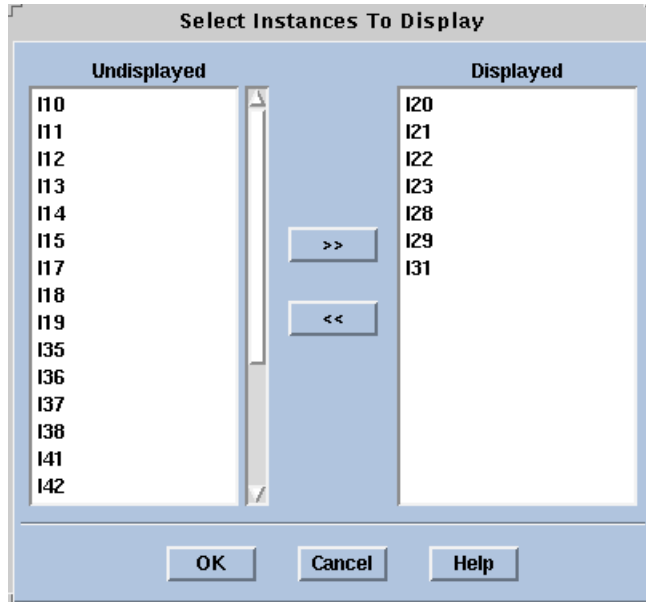 Select Instances To Display
Undisplayed
I10
I11
I12
I13
I14
I15
I17
I18
I19
I35
I36
I37
I38
I41
I42
>>
<<
Displayed
I20
I21
I22
I23
I28
I29
I31
OK Cancel Help